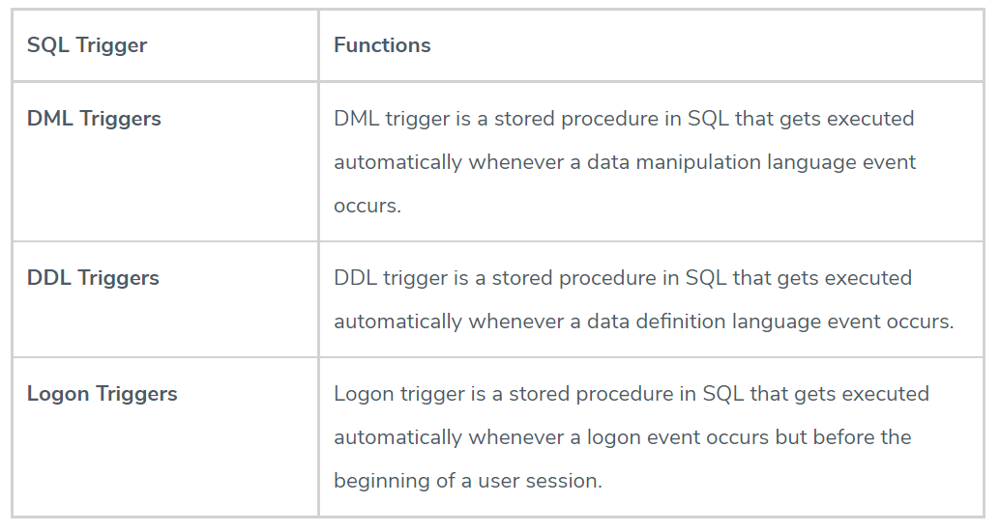 SQL Trigger
Functions
DML Triggers
DML trigger is a stored procedure in SQL that gets executed
automatically whenever a data manipulation language event
occurs.
DDL Triggers
DDL trigger is a stored procedure in SQL that gets executed
automatically whenever a data definition language event occurs.
Logon Triggers
Logon trigger is a stored procedure in SQL that gets executed
automatically whenever a logon event occurs but before the
beginning of a user session.